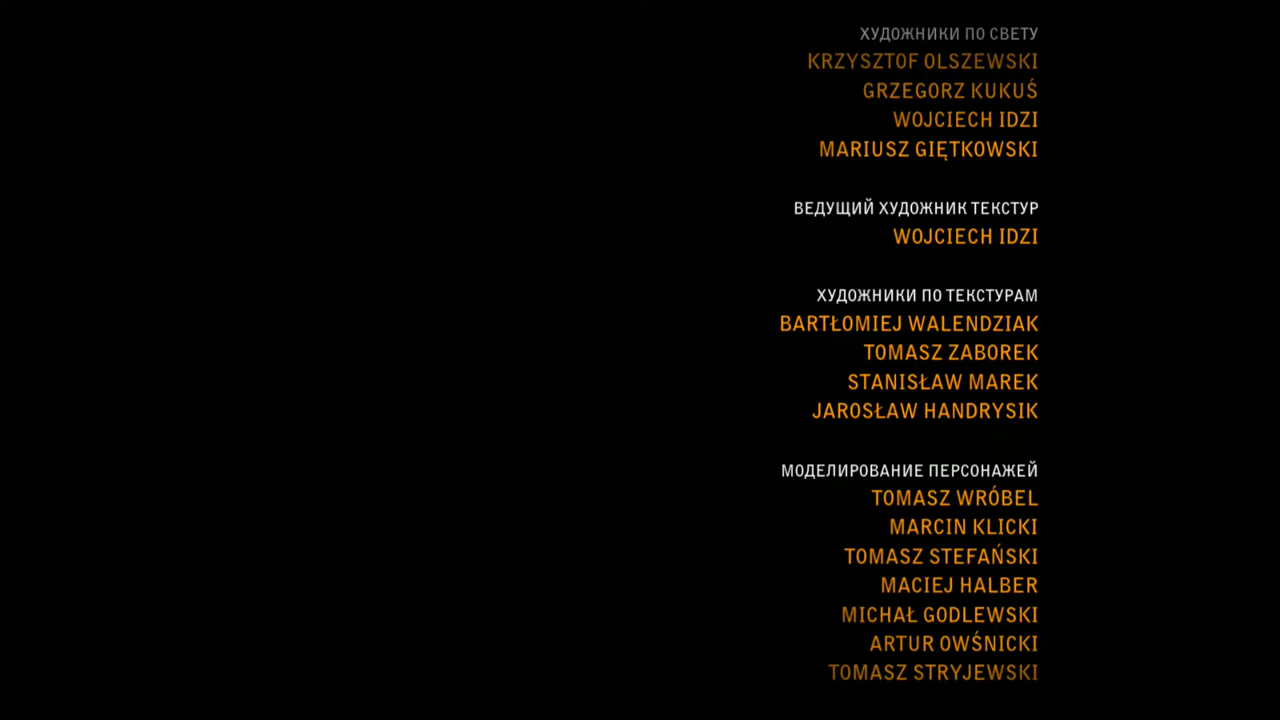 ХУДОЖНИКИ ПО СВЕТУ
KRZYSZTOF OLSZEWSKI
GRZEGORZ KUKUŚ
WOJCIECH IDZI
MARIUSZ GIĘTKOWSKI
ВЕДУЩИЙ ХУДОЖНИК ТЕКСТУР
WOJCIECH IDZI
ХУДОЖНИКИ ПО ТЕКСТУРАМ
BARTŁOMIEJ WALENDZIAK
TOMASZ ZABOREK
STANISŁAW MAREK
JAROSŁAW HANDRYSIK
МОДЕЛИРОВАНИЕ ПЕРСОНАЖЕЙ
TOMASZ WRÓBEL
MARCIN KLICKI
TOMASZ STEFAŃSKI
MACIEJ HALBER
MICHAŁ GODLEWSKI
ARTUR OWŚNICKI
TOMASZ STRYJEWSKI